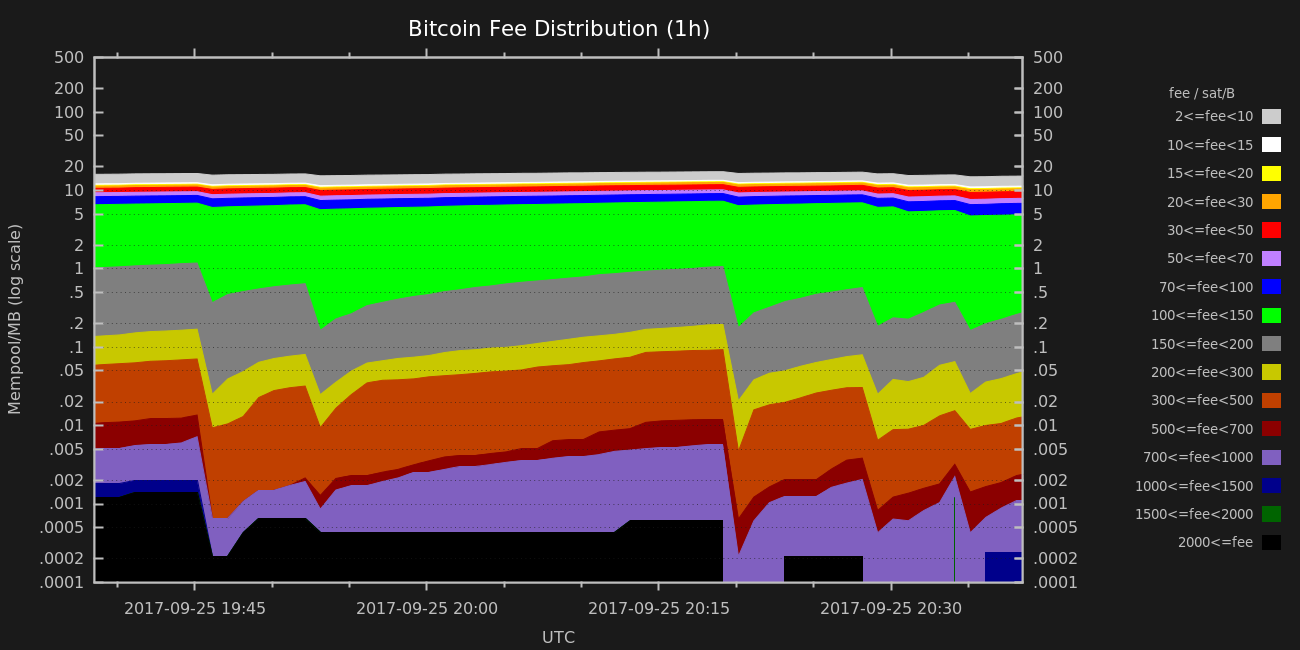 Bitcoin Fee Distribution (1h)
Mempool/MB (log scale)
500
200
100
50
20
10
5
2
1
.5
.2
.1
.05
.02
.01
.005
.002
.001
.0005
.0002
.0001
500
200
100
50
20
10
5
2
1
.5
.2
.1
.05
.02
.01
.005
.002
.001
.0005
.0002
.0001
2017-09-25 19:45
2017-09-25 20:00
2017-09-25 20:15
2017-09-25 20:30
UTC
fee / sat/B
2<=fee<10
10<=fee<15
15<=fee<20
20<=fee<30
30<=fee<50
50<=fee<70
70<=fee<100
100<=fee<150
150<=fee<200
200<=fee<300
300<=fee<500
500<=fee<700
700<=fee<1000
1000<=fee<1500
1500<=fee<2000
2000<=fee